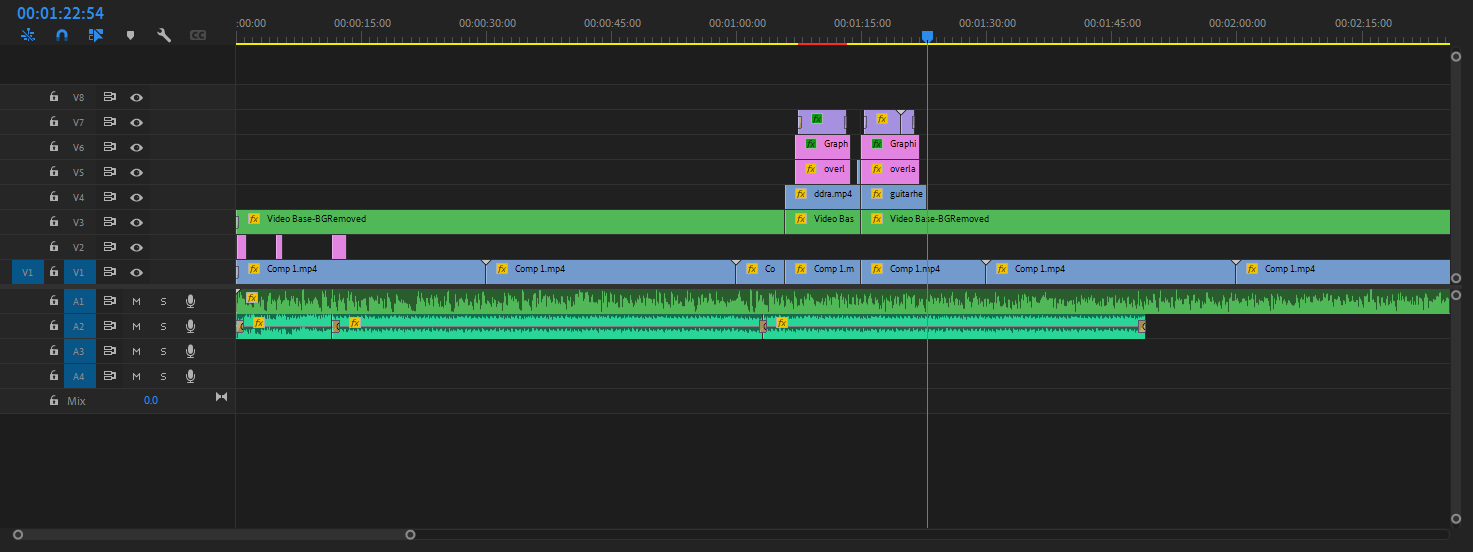 00:01:22:54
:00:00 00:00:15:00 00:00:30:00 00:00:45:00 00:01:00:00 00:01:15:00 00:01:30:00 00:01:45:00 00:02:00:00 00:02:15:00
CC
V8
V7 fx fx
V6 fx Graph fx Graphi
V5 fx overl fx overla
V4 fx ddra.mp4 fx guitarhe
V3 fx Video Base-BGRemoved fx Video Bas fx Video Base-BGRemoved
V2
V1 V1 fx Comp 1.mp4 fx Comp 1.mp4 fx Co fx Comp 1.m fx Comp 1.mp4 fx Comp 1.mp4 fx Comp 1.mp4
A1 M S fx
A2 M S fx fx fx
A3 M S
A4 M S
Mix 0.0